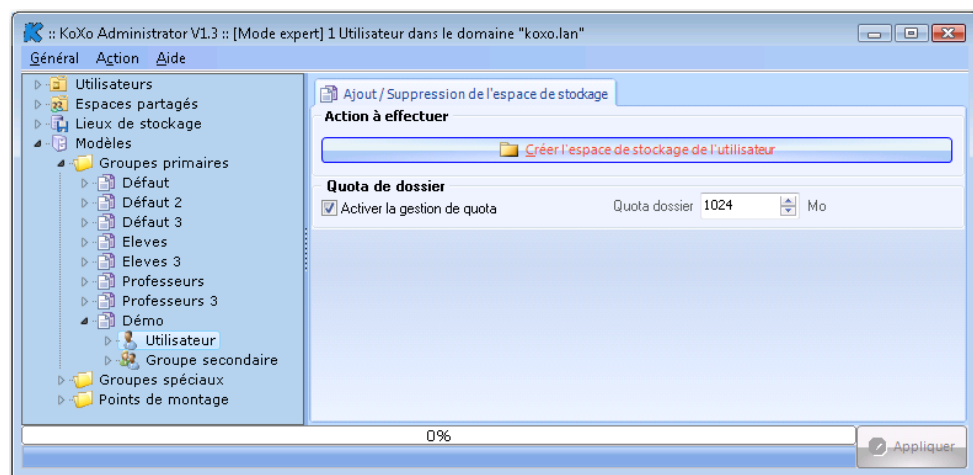 :: KoXo Administrator V1.3 :: [Mode expert] 1 Utilisateur dans le domaine "koxo.lan"
Général Action Aide
Utilisateurs
Espaces partagés
Lieux de stockage
Modèles
Groupes primaires
Défaut
Défaut 2
Défaut 3
Eleves
Eleves 3
Professeurs
Professeurs 3
Démo
Utilisateur
Groupe secondaire
Groupes spéciaux
Points de montage
Ajout / Suppression de l'espace de stockage
Action à effectuer
Créer l'espace de stockage de l'utilisateur
Quota de dossier
Activer la gestion de quota Quota dossier 1024 Mo
0%
Appliquer